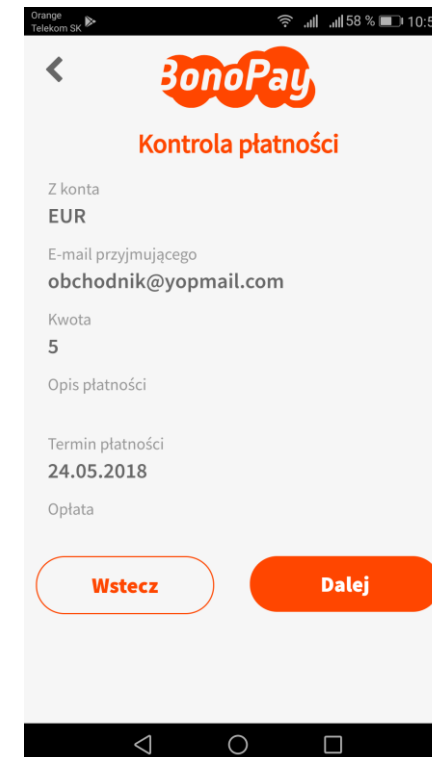 Orange
Telekom SK
58 % 10:5
BonoPay
Kontrola płatności
Z konta
EUR
E-mail przyjmującego
obchodnik@yopmail.com
Kwota
5
Opis płatności
Termin płatności
24.05.2018
Opłata
Wstecz
Dalej